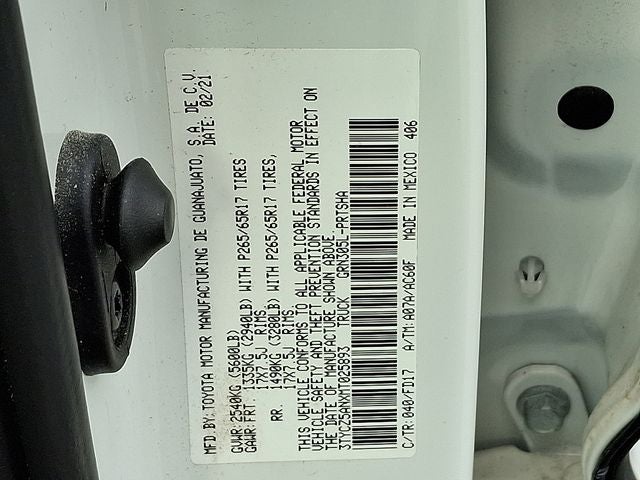 MFD.BY:TOYOTA MOTOR MANUFACTURING DE GUANAJUATO, S.A. DE C.V.
DATE: 02/21
GVWR:2540KG(5600LB)
GAWR:FRT. 1335KG(2940LB) WITH P265/65R17 TIRES
17X7.5J RIMS,
RR. 1490KG(3280LB) WITH P265/65R17 TIRES,
17X7.5J RIMS
THIS VEHICLE CONFORMS TO ALL APPLICABLE FEDERAL MOTOR
VEHICLE SAFETY AND THEFT PREVENTION STANDARDS IN EFFECT ON
THE DATE OF MANUFACTURE SHOWN ABOVE.
3TYCZ5ANXMT025893 TRUCK GRN305L-PRTSHA
C/TR:040/FD17 A/TM:A07A/AC60F MADE IN MEXICO 406